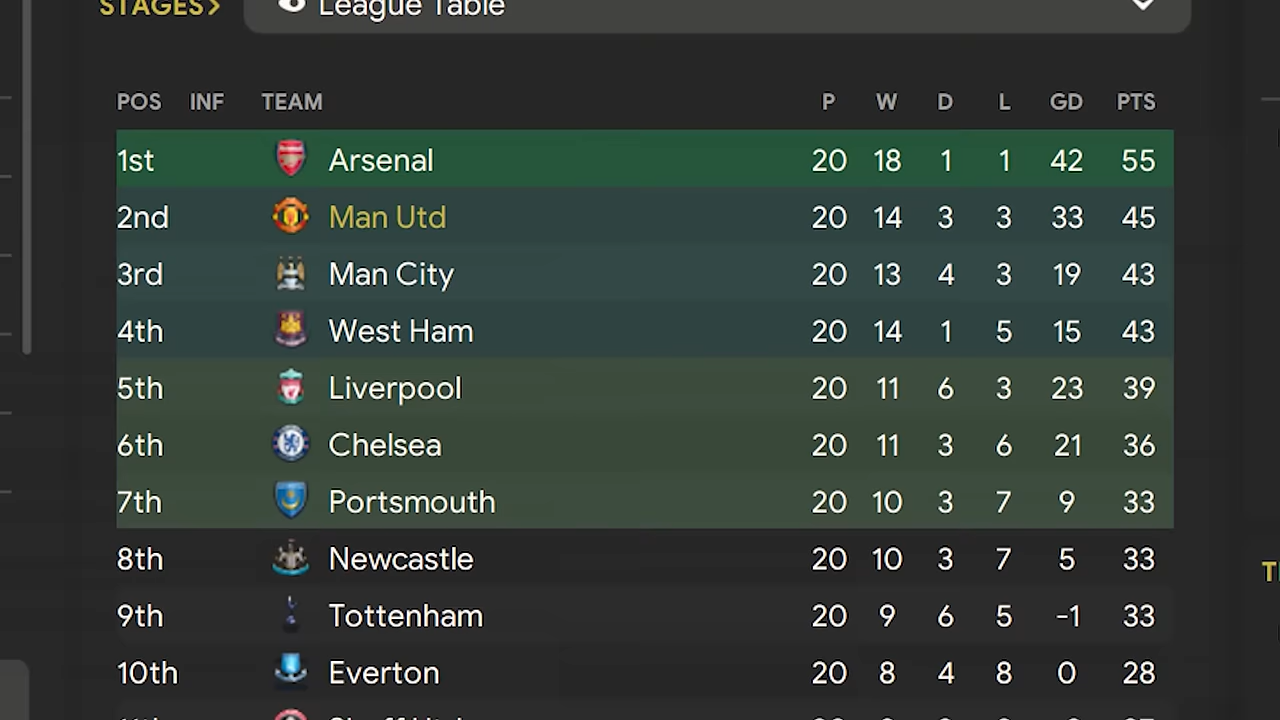 STAGES> League Table
POS INF TEAM P W D L GD PTS
1st Arsenal 20 18 1 1 42 55
2nd Man Utd 20 14 3 3 33 45
3rd Man City 20 13 4 3 19 43
4th West Ham 20 14 1 5 15 43
5th Liverpool 20 11 6 3 23 39
6th Chelsea 20 11 3 6 21 36
7th Portsmouth 20 10 3 7 9 33
8th Newcastle 20 10 3 7 5 33
9th Tottenham 20 9 6 5 -1 33
10th Everton 20 8 4 8 0 28